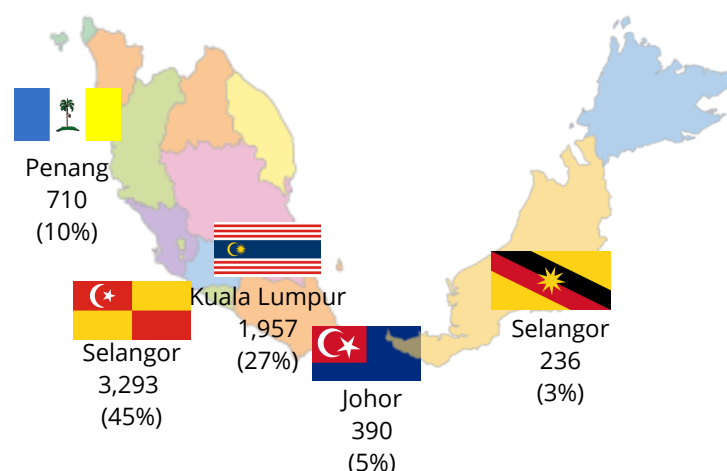 Penang
710
(10%)
Kuala Lumpur
1,957
(27%)
Selangor
3,293
(45%)
Johor
390
(5%)
Selangor
236
(3%)